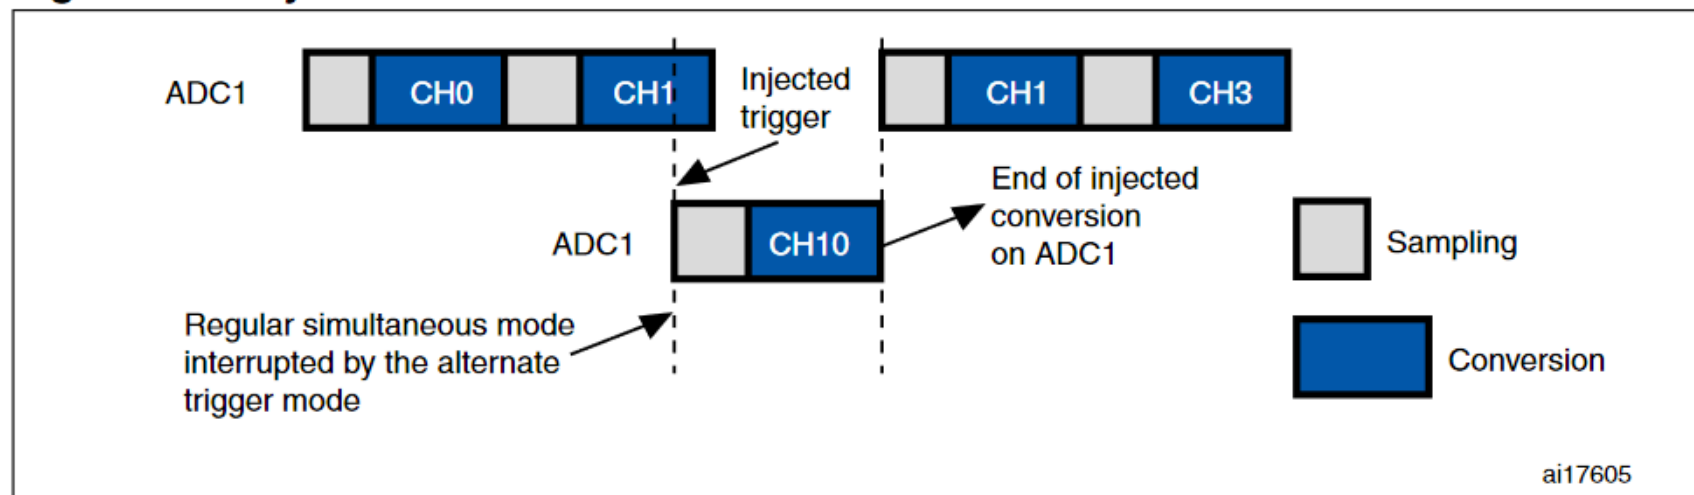 ADC1
CH0
CH1
Injected
trigger
CH1
CH3
ADC1
CH10
End of injected
conversion
on ADC1
Sampling
Regular simultaneous mode
interrupted by the alternate
trigger mode
Conversion
ai17605